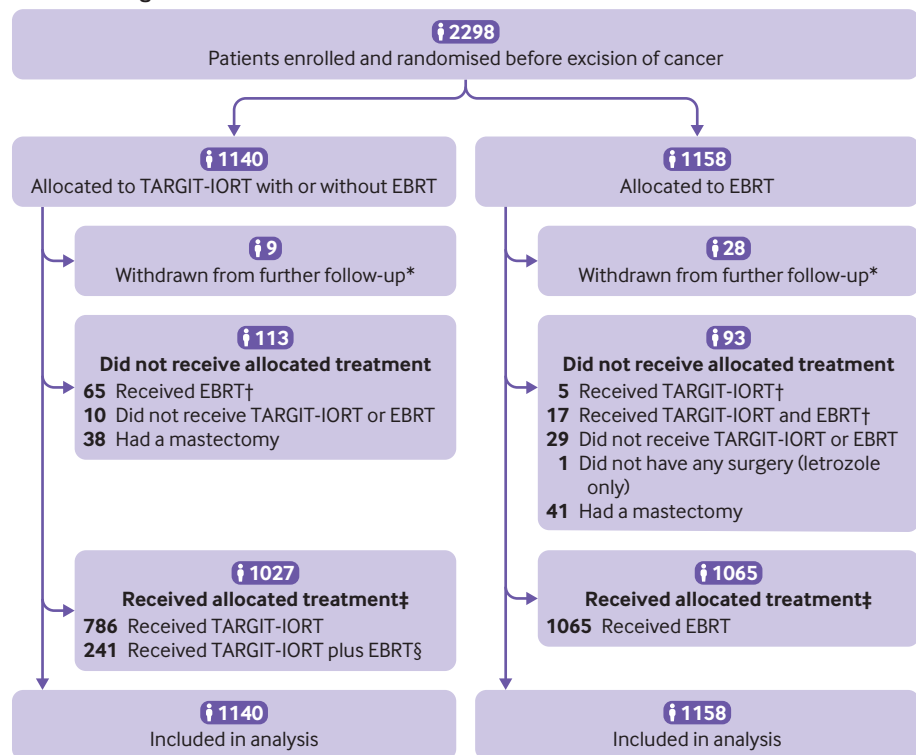 2298
Patients enrolled and randomised before excision of cancer
1140
Allocated to TARGIT-IORT with or without EBRT
1158
Allocated to EBRT
9
Withdrawn from further follow-up*
28
Withdrawn from further follow-up*
113
Did not receive allocated treatment
65 Received EBRT†
10 Did not receive TARGIT-IORT or EBRT
38 Had a mastectomy
93
Did not receive allocated treatment
5 Received TARGIT-IORT†
17 Received TARGIT-IORT and EBRT†
29 Did not receive TARGIT-IORT or EBRT
1 Did not have any surgery (letrozole
only)
41 Had a mastectomy
1027
Received allocated treatment‡
786 Received TARGIT-IORT
241 Received TARGIT-IORT plus EBRT§
1065
Received allocated treatment‡
1065 Received EBRT
1140
Included in analysis
1158
Included in analysis